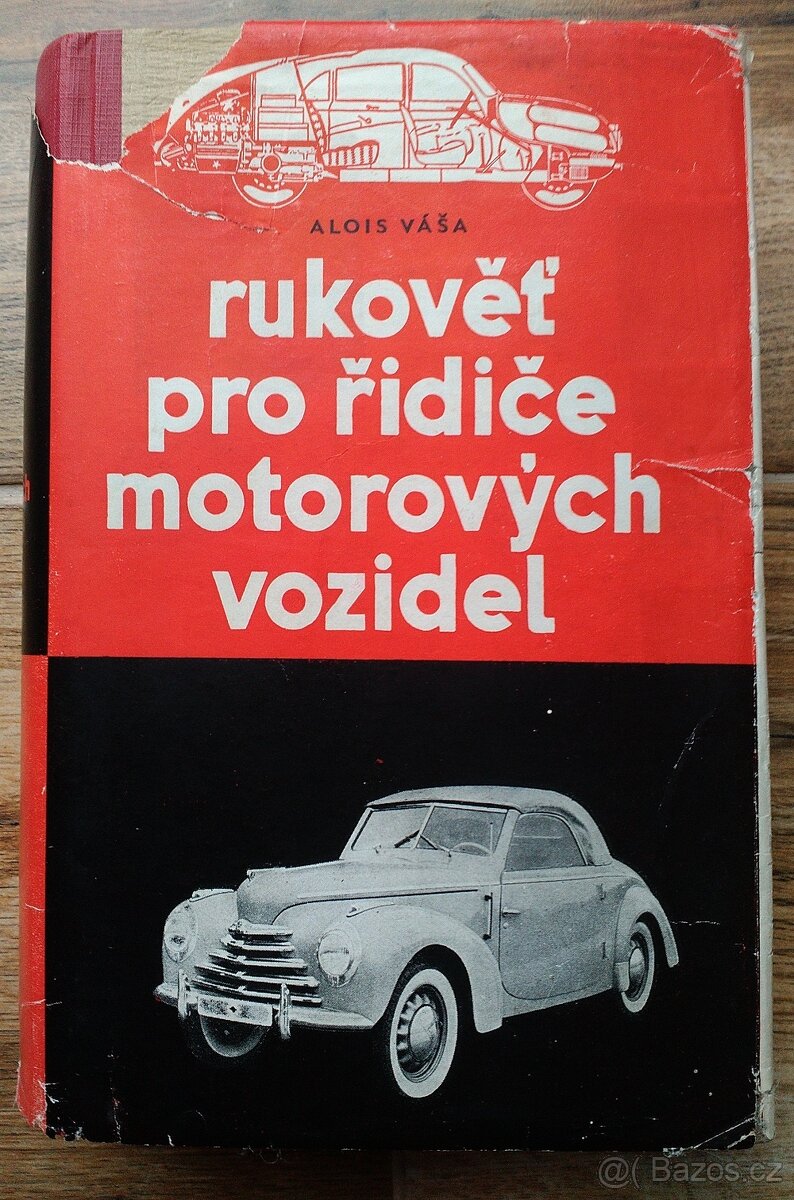 ALOIS VÁŠA
rukověť
pro řidiče
motorových
vozidel
@( Bazos.cz